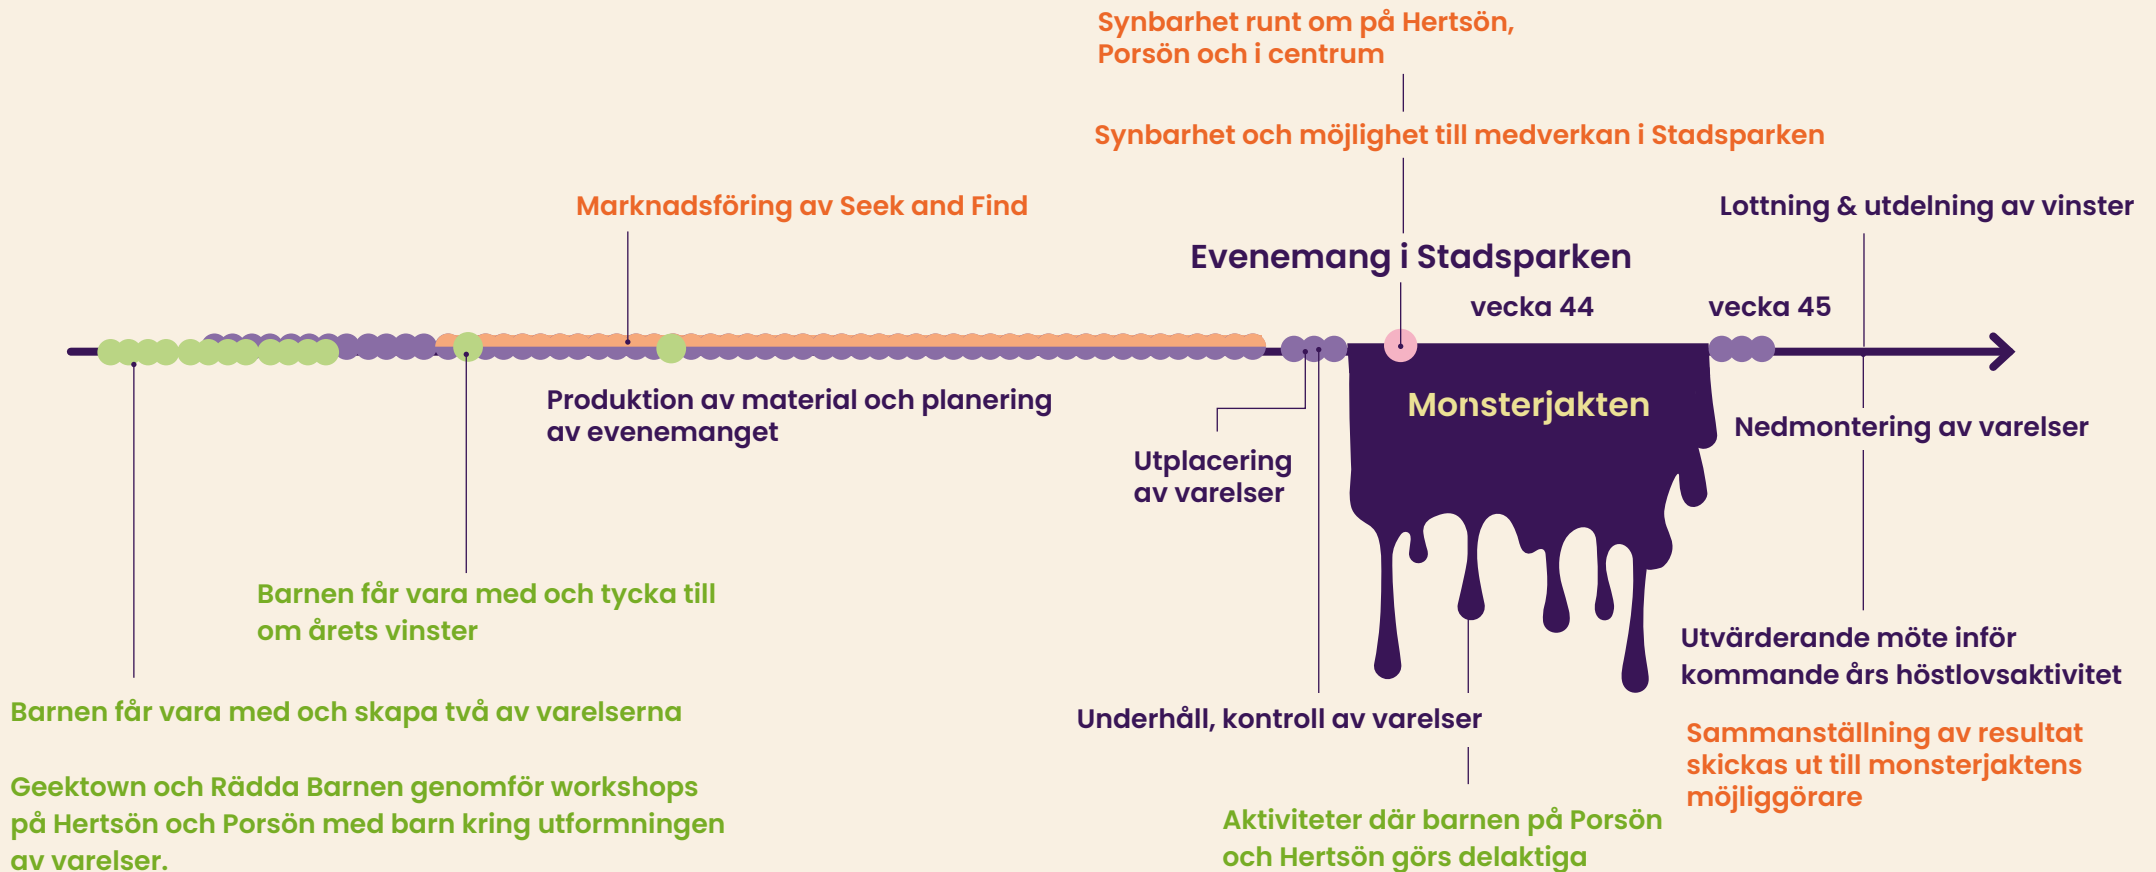 Synbarhet runt om på Hertsön,
Porsön och i centrum
Synbarhet och möjlighet till medverkan i Stadsparken
Marknadsföring av Seek and Find
Lottning & utdelning av vinster
Evenemang i Stadsparken
vecka 44
vecka 45
Produktion av material och planering
av evenemanget
Monsterjakten
Nedmontering av varelser
Utplacering
av varelser
Barnen får vara med och tycka till
om årets vinster
Utvärderande möte inför
kommande års höstlovsaktivitet
Barnen får vara med och skapa två av varelserna
Underhåll, kontroll av varelser
Sammanställning av resultat
skickas ut till monsterjaktens
möjliggörare
Geektown och Rädda Barnen genomför workshops
på Hertsön och Porsön med barn kring utformningen
av varelser.
Aktiviteter där barnen på Porsön
och Hertsön görs delaktiga